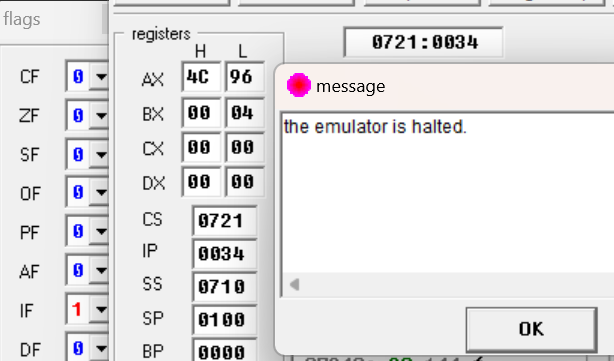 flags
CF 0
ZF 0
SF 0
OF 0
PF 0
AF 0
IF 1
DF 0
registers
H L
AX 4C 96
BX 00 04
CX 00 00
DX 00 00
CS 0721
IP 0034
SS 0710
SP 0100
BP 0000
0721:0034
message
the emulator is halted.
OK